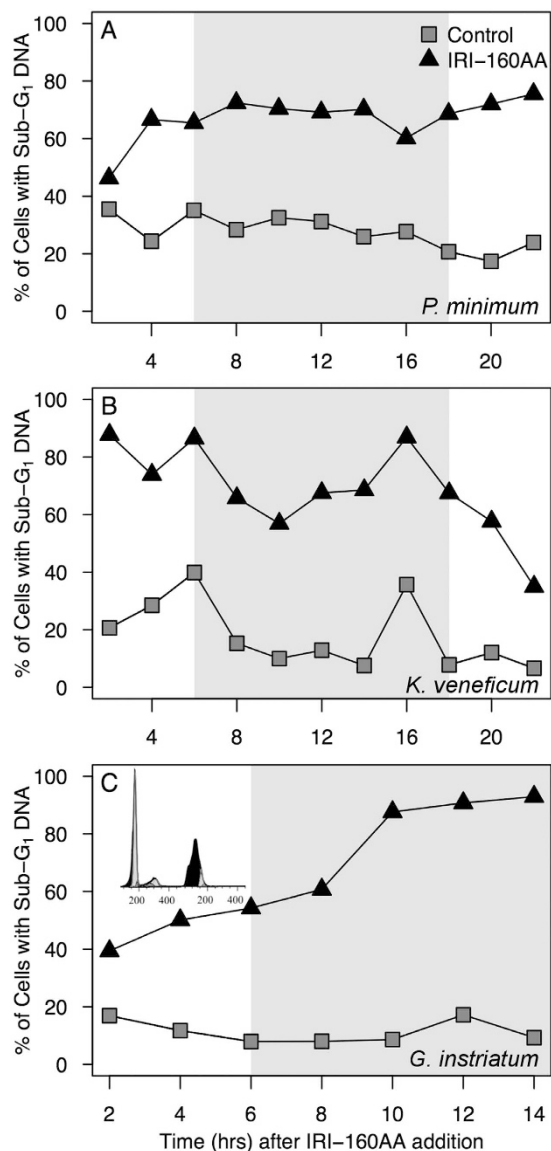 A
Control
IRI−160AA
% of Cells with Sub−G₁ DNA
100
80
60
40
20
0
P. minimum
4 8 12 16 20
B
% of Cells with Sub−G₁ DNA
100
80
60
40
20
0
K. veneficum
4 8 12 16 20
C
% of Cells with Sub−G₁ DNA
100
80
60
40
20
0
200 400 200 400
G. instriatum
2 4 6 8 10 12 14
Time (hrs) after IRI−160AA addition